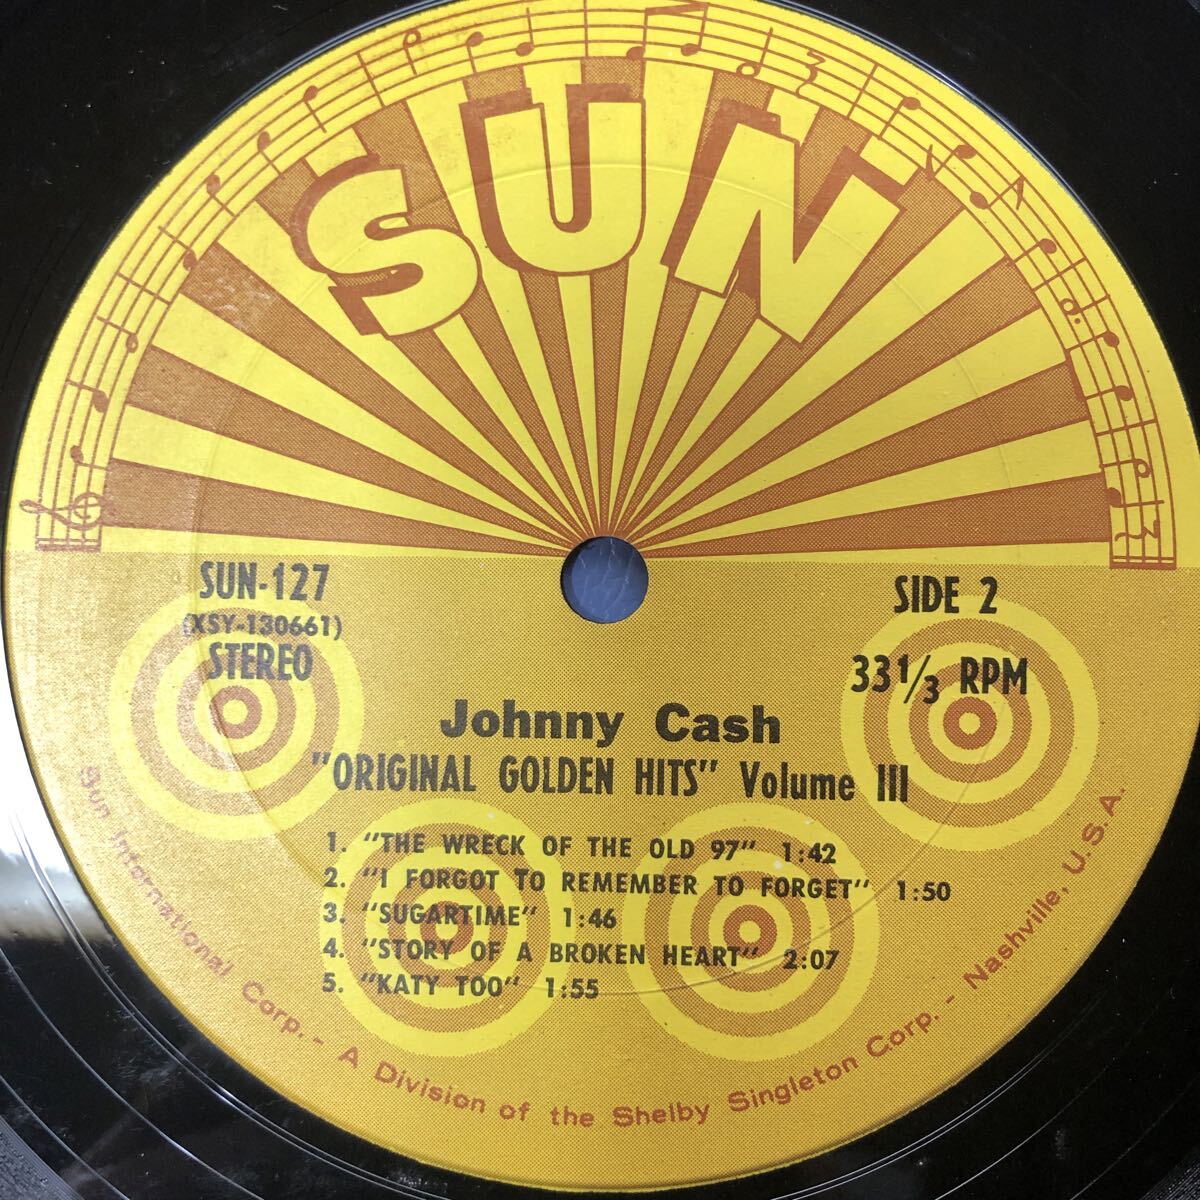 SUN
SUN-127
(XSY-130661)
STEREO
SIDE 2
33 1/3 RPM
Johnny Cash
"ORIGINAL GOLDEN HITS" Volume III
1. "THE WRECK OF THE OLD 97" 1:42
2. "I FORGOT TO REMEMBER TO FORGET" 1:50
3. "SUGARTIME" 1:46
4. "STORY OF A BROKEN HEART" 2:07
5. "KATY TOO" 1:55
Sun International Corp. - A Division of the Shelby Singleton Corp. - Nashville, U.S.A.